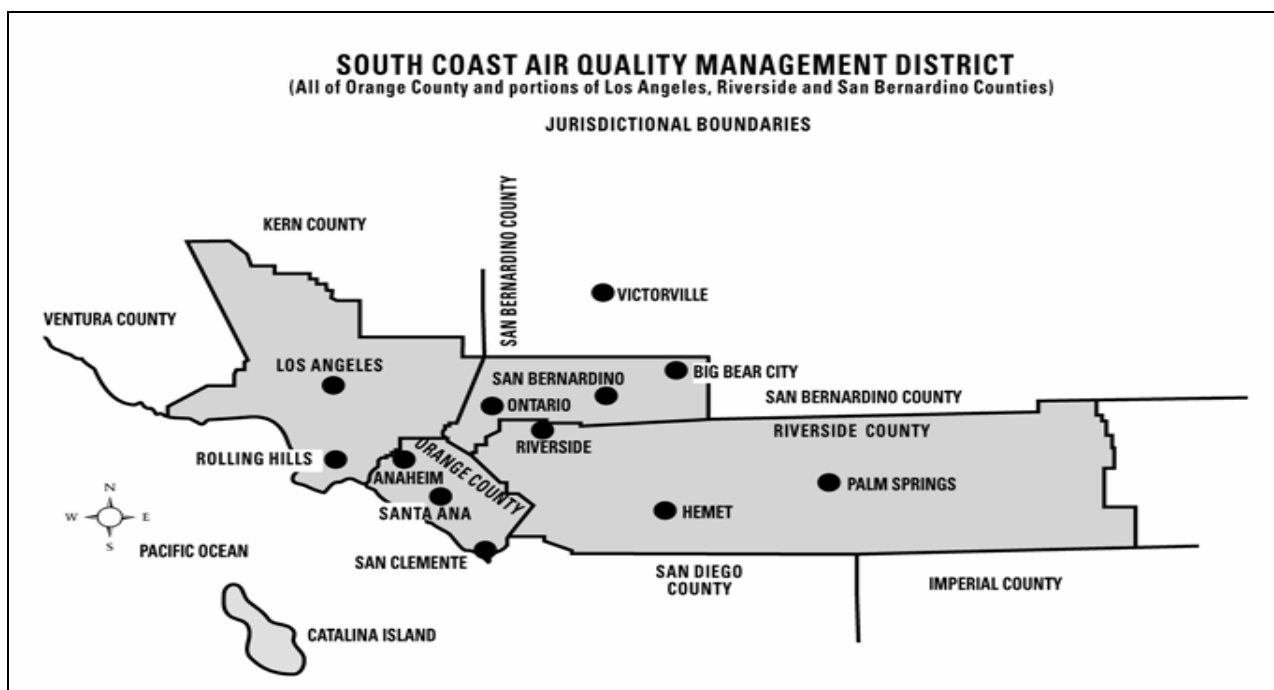 SOUTH COAST AIR QUALITY MANAGEMENT DISTRICT
(All of Orange County and portions of Los Angeles, Riverside and San Bernardino Counties)
JURISDICTIONAL BOUNDARIES
SAN BERNARDINO COUNTY
KERN COUNTY
VICTORVILLE
VENTURA COUNTY
LOS ANGELES
SAN BERNARDINO
BIG BEAR CITY
ONTARIO
SAN BERNARDINO COUNTY
RIVERSIDE COUNTY
RIVERSIDE
ROLLING HILLS
ANAHEIM
ORANGE COUNTY
PALM SPRINGS
SANTA ANA
HEMET
N
W
E
S
PACIFIC OCEAN
SAN CLEMENTE
SAN DIEGO
COUNTY
IMPERIAL COUNTY
CATALINA ISLAND